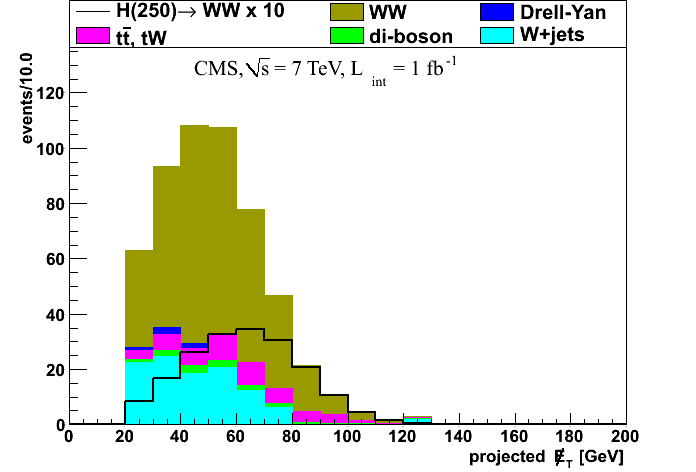 H(250)→ WW x 10 WW Drell-Yan
tt̄, tW di-boson W+jets
CMS, √s = 7 TeV, L int = 1 fb⁻¹
events/10.0
120
100
80
60
40
20
0
0 20 40 60 80 100 120 140 160 180 200
projected E̸_T [GeV]